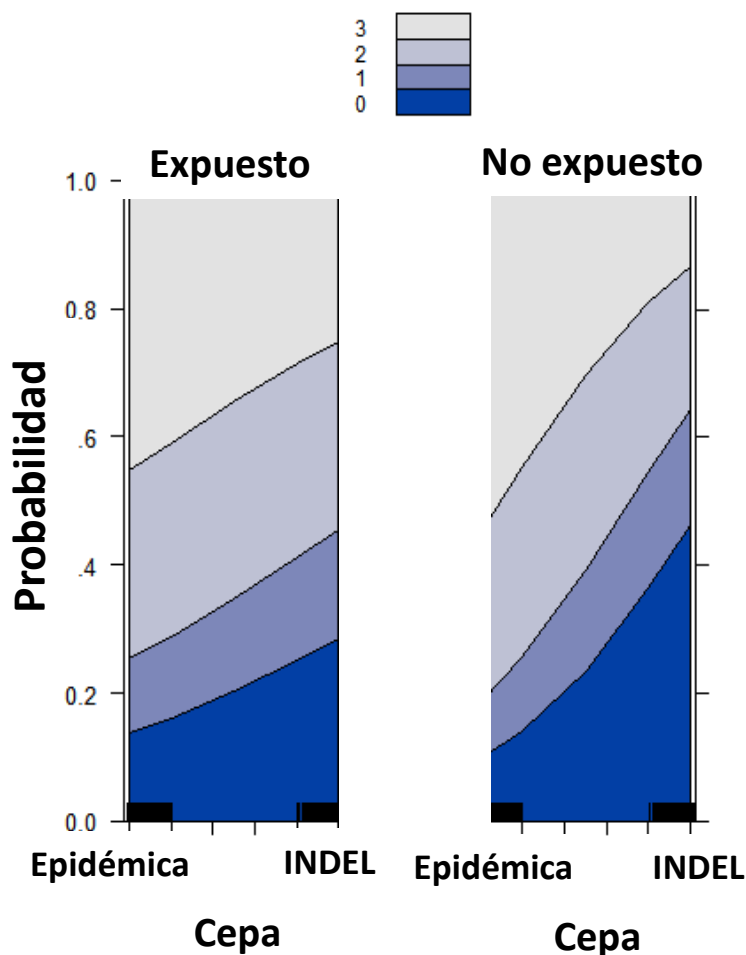 3
2
1
0
Expuesto
No expuesto
1.0
0.8
.6
.4
0.2
0.0
Probabilidad
Epidémica
INDEL
Epidémica
INDEL
Cepa
Cepa